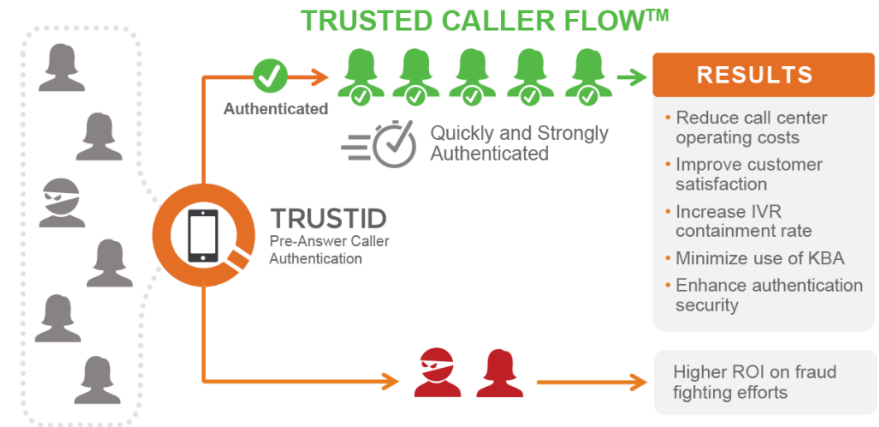 TRUSTED CALLER FLOW™
Authenticated
Quickly and Strongly
Authenticated
TRUSTID
Pre-Answer Caller
Authentication
RESULTS
• Reduce call center
operating costs
• Improve customer
satisfaction
• Increase IVR
containment rate
• Minimize use of KBA
• Enhance authentication
security
Higher ROI on fraud
fighting efforts